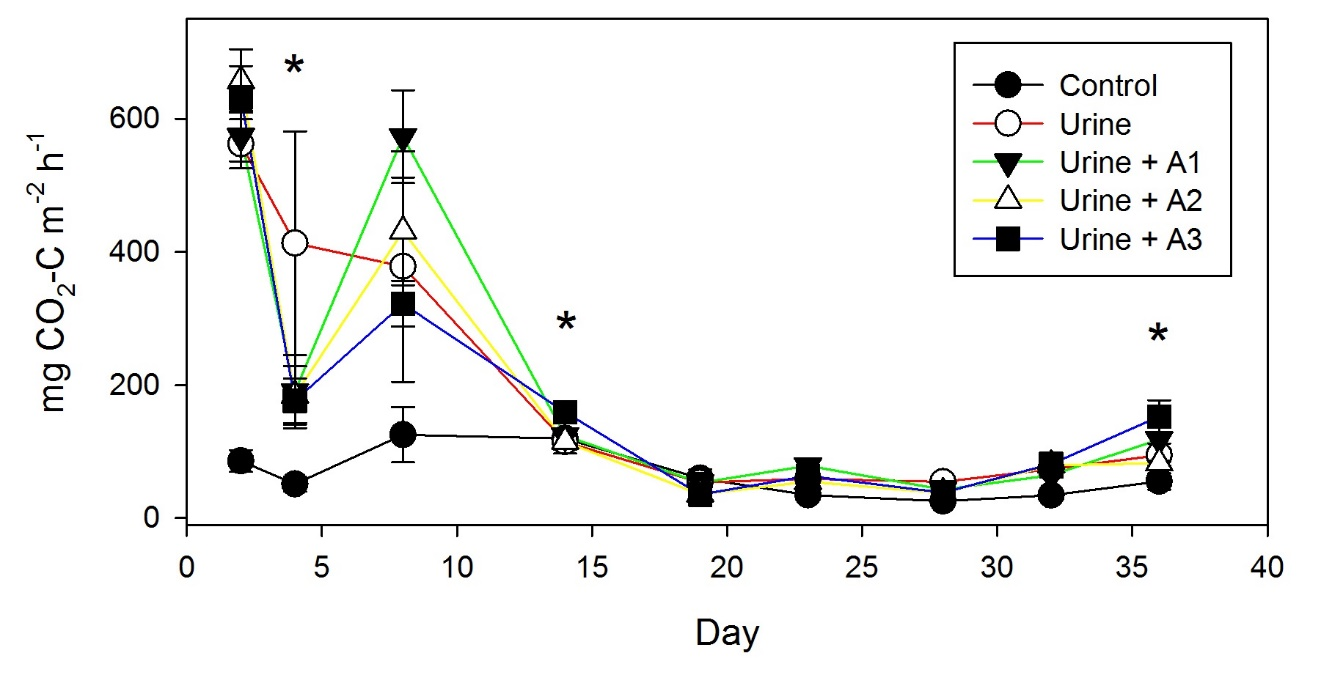 mg CO₂-C m⁻² h⁻¹
600
400
200
0
*
*
*
Control
Urine
Urine + A1
Urine + A2
Urine + A3
0 5 10 15 20 25 30 35 40
Day